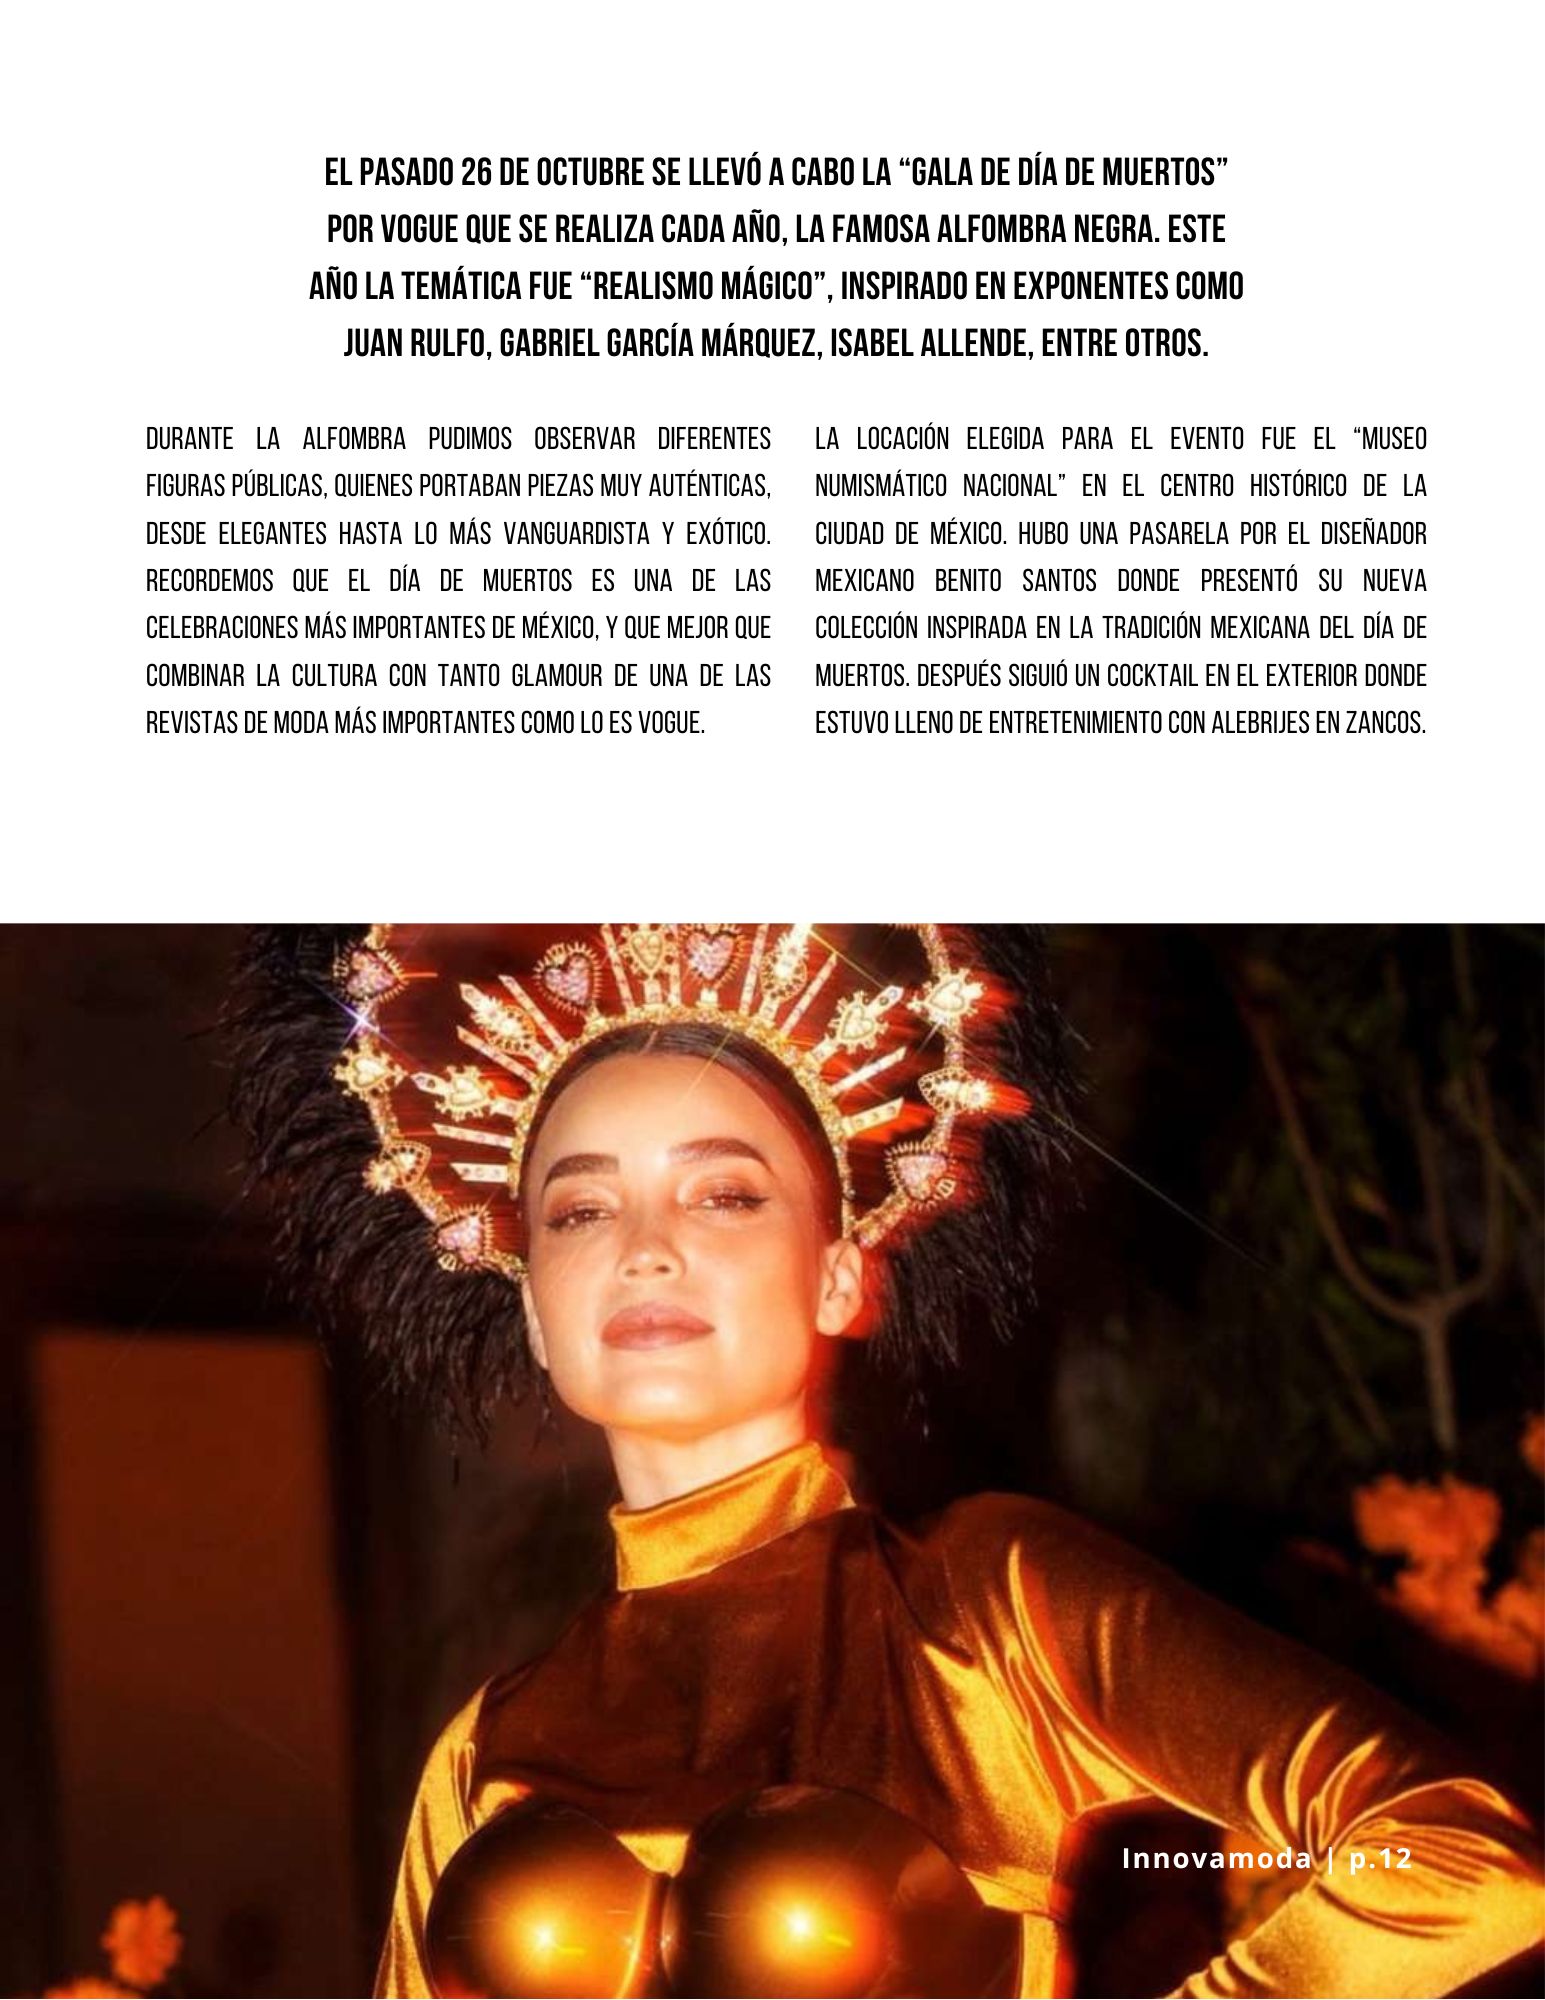 EL PASADO 26 DE OCTUBRE SE LLEVÓ A CABO LA “GALA DE DÍA DE MUERTOS”
POR VOGUE QUE SE REALIZA CADA AÑO, LA FAMOSA ALFOMBRA NEGRA. ESTE
AÑO LA TEMÁTICA FUE “REALISMO MÁGICO”, INSPIRADO EN EXPONENTES COMO
JUAN RULFO, GABRIEL GARCÍA MÁRQUEZ, ISABEL ALLENDE, ENTRE OTROS.
DURANTE LA ALFOMBRA PUDIMOS OBSERVAR DIFERENTES
FIGURAS PÚBLICAS, QUIENES PORTABAN PIEZAS MUY AUTÉNTICAS,
DESDE ELEGANTES HASTA LO MÁS VANGUARDISTA Y EXÓTICO.
RECORDEMOS QUE EL DÍA DE MUERTOS ES UNA DE LAS
CELEBRACIONES MÁS IMPORTANTES DE MÉXICO, Y QUE MEJOR QUE
COMBINAR LA CULTURA CON TANTO GLAMOUR DE UNA DE LAS
REVISTAS DE MODA MÁS IMPORTANTES COMO LO ES VOGUE.
LA LOCACIÓN ELEGIDA PARA EL EVENTO FUE EL “MUSEO
NUMISMÁTICO NACIONAL” EN EL CENTRO HISTÓRICO DE LA
CIUDAD DE MÉXICO. HUBO UNA PASARELA POR EL DISEÑADOR
MEXICANO BENITO SANTOS DONDE PRESENTÓ SU NUEVA
COLECCIÓN INSPIRADA EN LA TRADICIÓN MEXICANA DEL DÍA DE
MUERTOS. DESPUÉS SIGUIÓ UN COCKTAIL EN EL EXTERIOR DONDE
ESTUVO LLENO DE ENTRETENIMIENTO CON ALEBRIJES EN ZANCOS.
Innovamoda | p.12